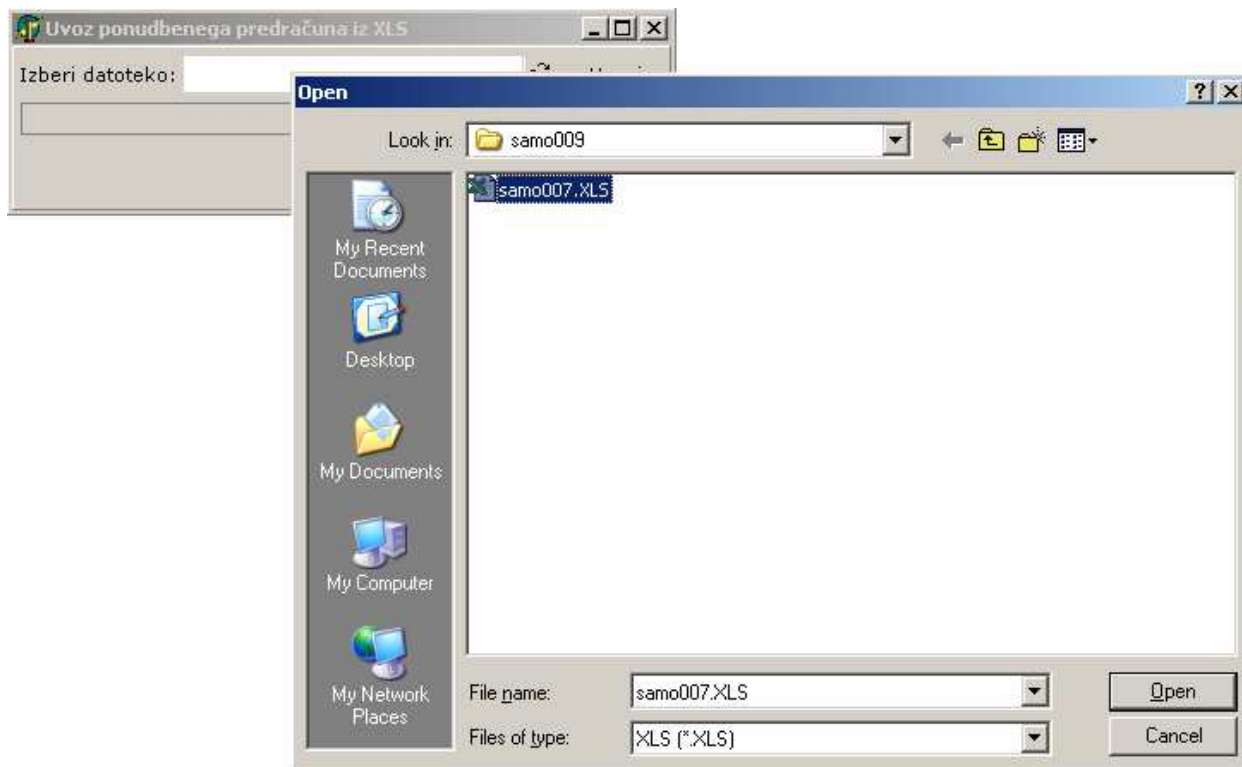 Uvoz ponudbenega predračuna iz XLS
Izberi datoteko:
Open
Look in:
samo009
samo007.XLS
My Recent
Documents
Desktop
My Documents
My Computer
My Network
Places
File name:
samo007.XLS
Open
Files of type:
XLS (*.XLS)
Cancel